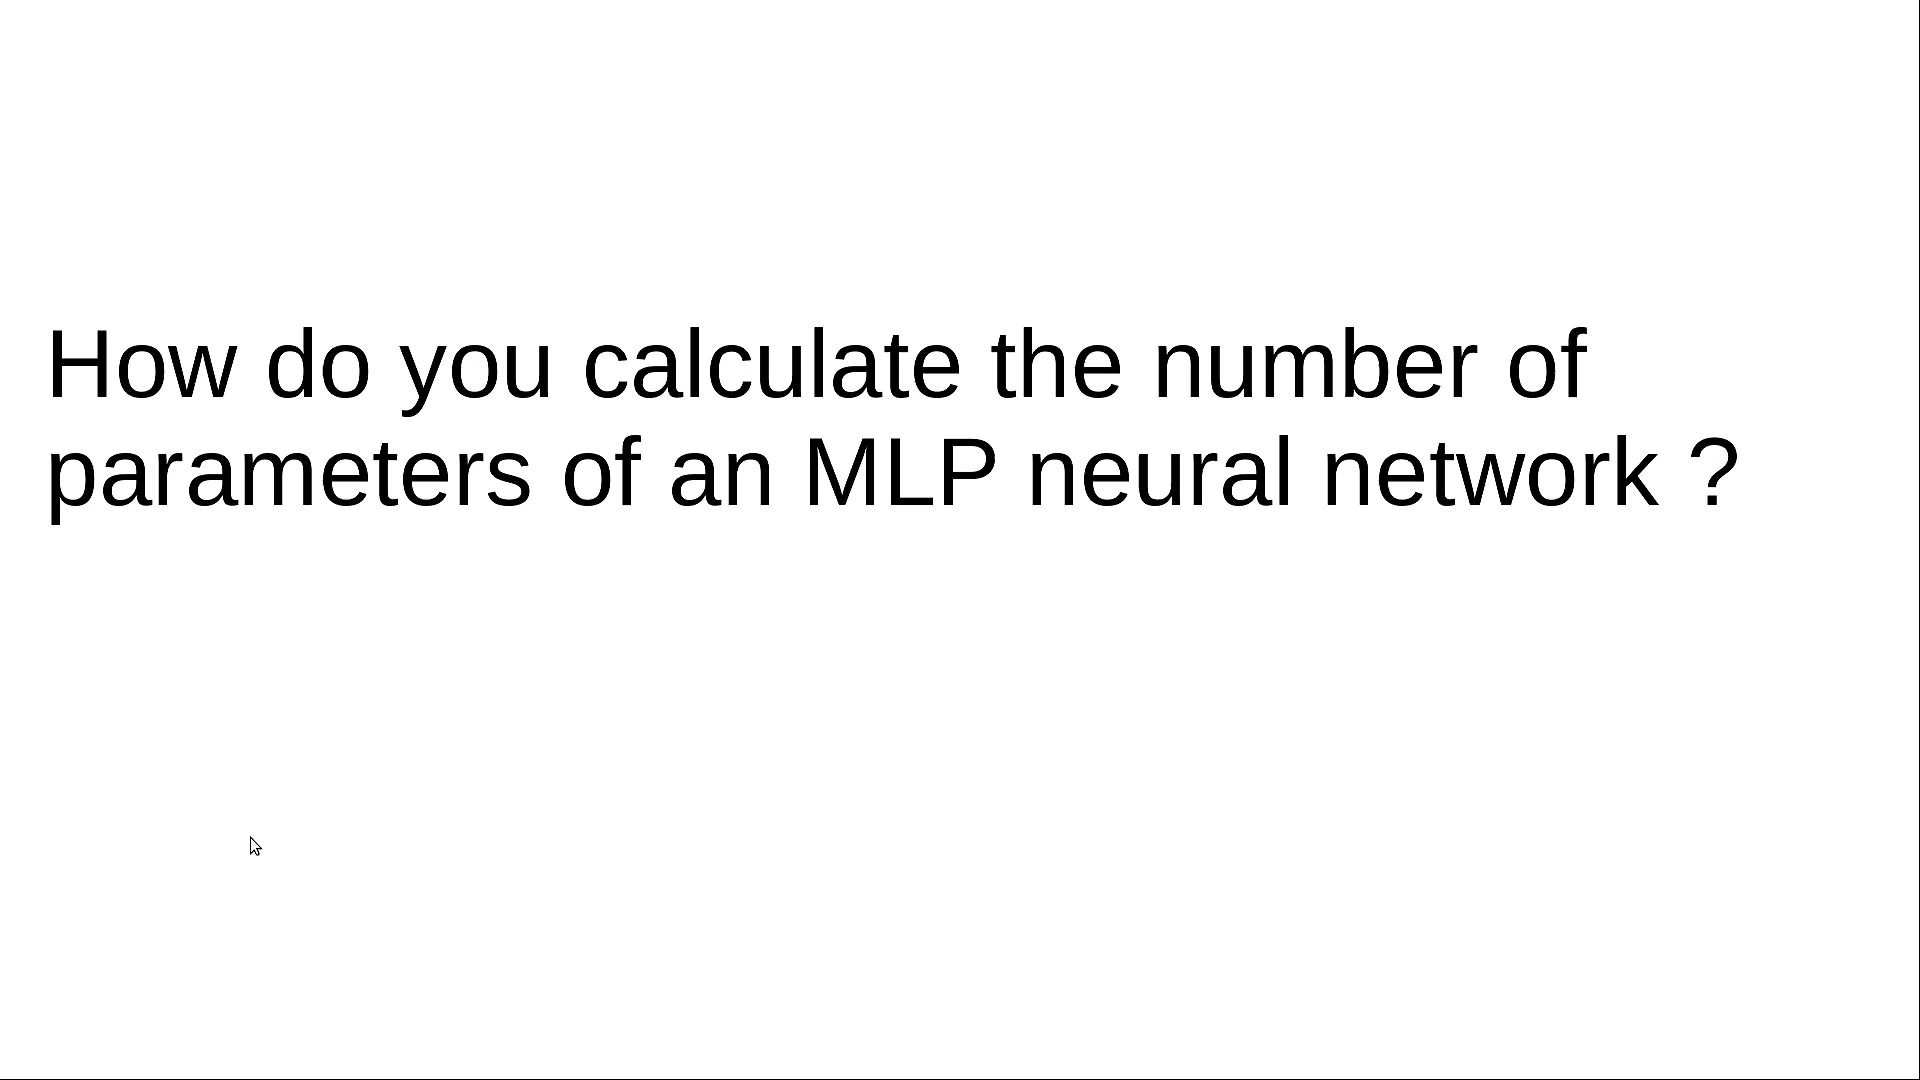 How do you calculate the number of
parameters of an MLP neural network ?